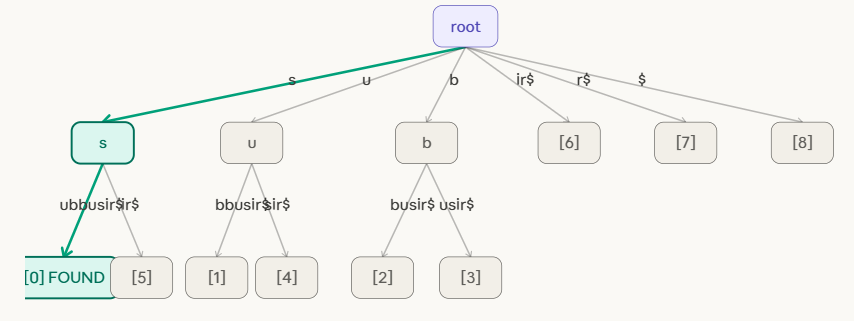 root
s u b ir$ r$ $
s u b [6] [7] [8]
ubbusir$ ir$ bbusir$ sir$ busir$ usir$
[0] FOUND [5] [1] [4] [2] [3]